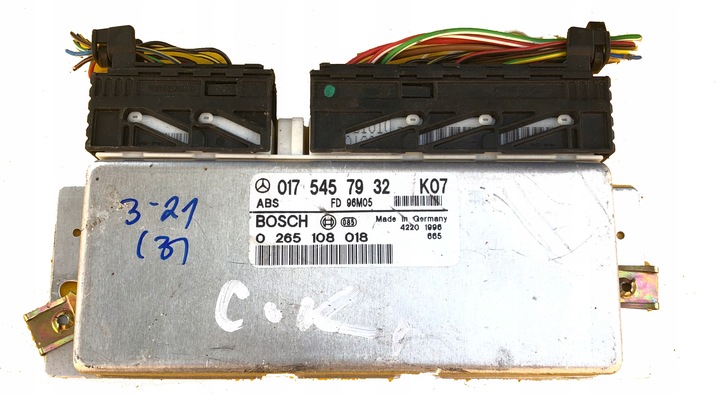 017 545 79 32 K07
ABS FD 96M05
BOSCH 085 Made in Germany
4220 1996
0 265 108 018 665
3-21
(3)
C.K